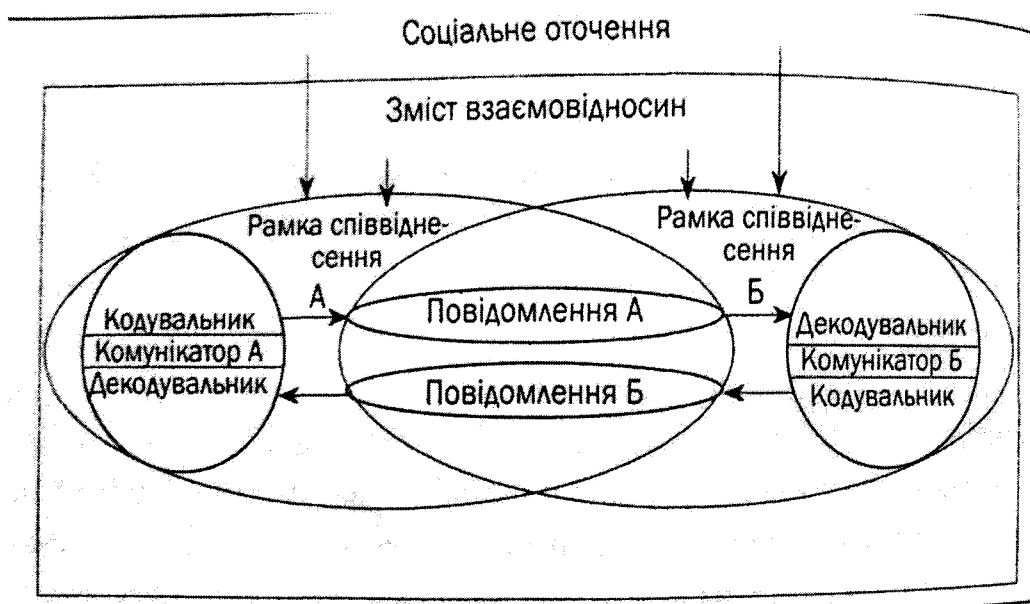 Соціальне оточення
Зміст взаємовідносин
Рамка співвідне-
сення
А
Рамка співвідне-
сення
Б
Кодувальник
Комунікатор А
Декодувальник
Повідомлення А
Повідомлення Б
Декодувальник
Комунікатор Б
Кодувальник